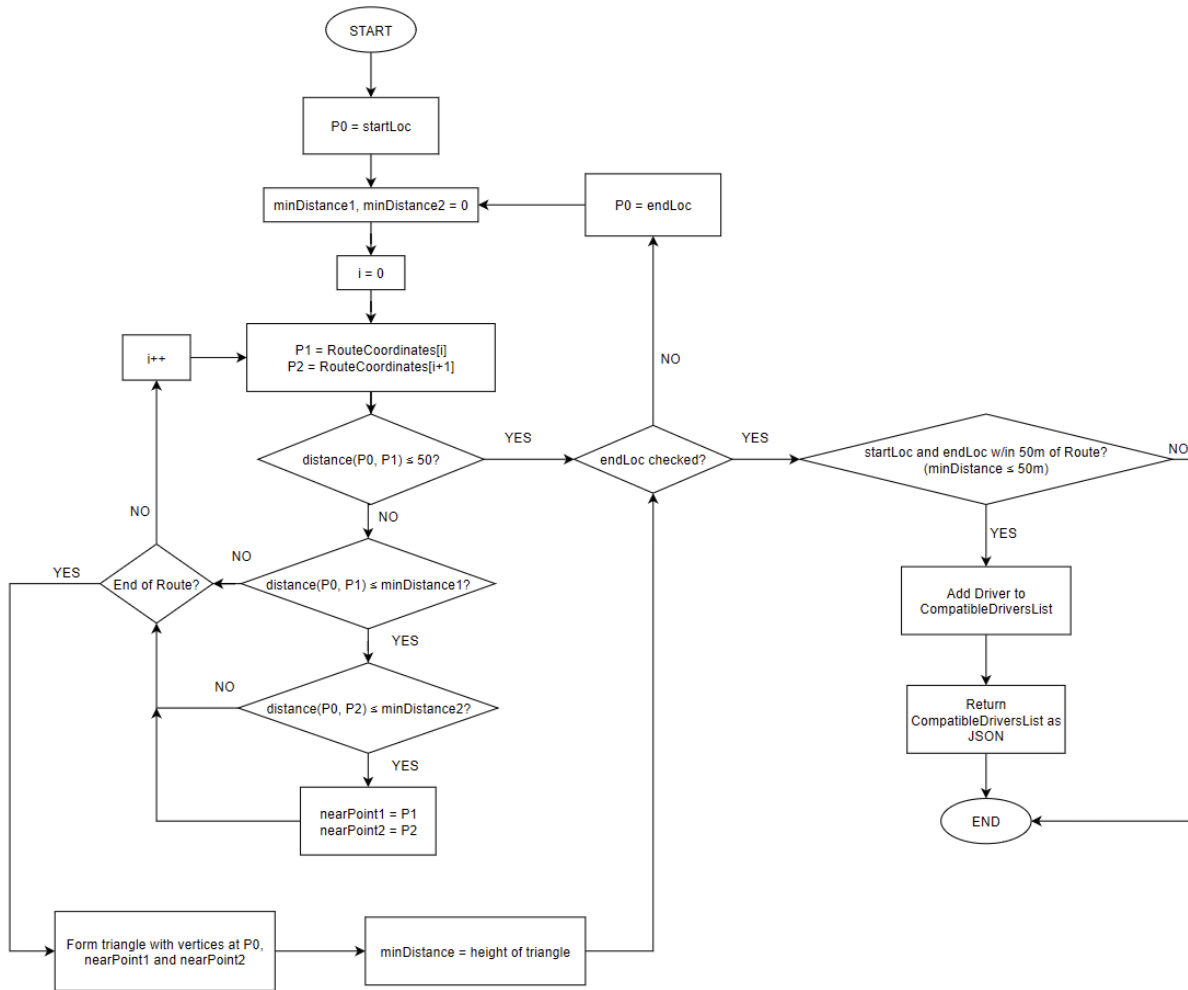 START
P0 = startLoc
minDistance1, minDistance2 = 0
P0 = endLoc
i = 0
i++
P1 = RouteCoordinates[i]
P2 = RouteCoordinates[i+1]
NO
distance(P0, P1) ≤ 50?
YES
endLoc checked?
YES
startLoc and endLoc w/in 50m of Route?
(minDistance ≤ 50m)
NO
NO
NO
YES
YES
End of Route?
NO
distance(P0, P1) ≤ minDistance1?
Add Driver to
CompatibleDriversList
YES
NO
distance(P0, P2) ≤ minDistance2?
Return
CompatibleDriversList as
JSON
YES
nearPoint1 = P1
nearPoint2 = P2
END
Form triangle with vertices at P0,
nearPoint1 and nearPoint2
minDistance = height of triangle